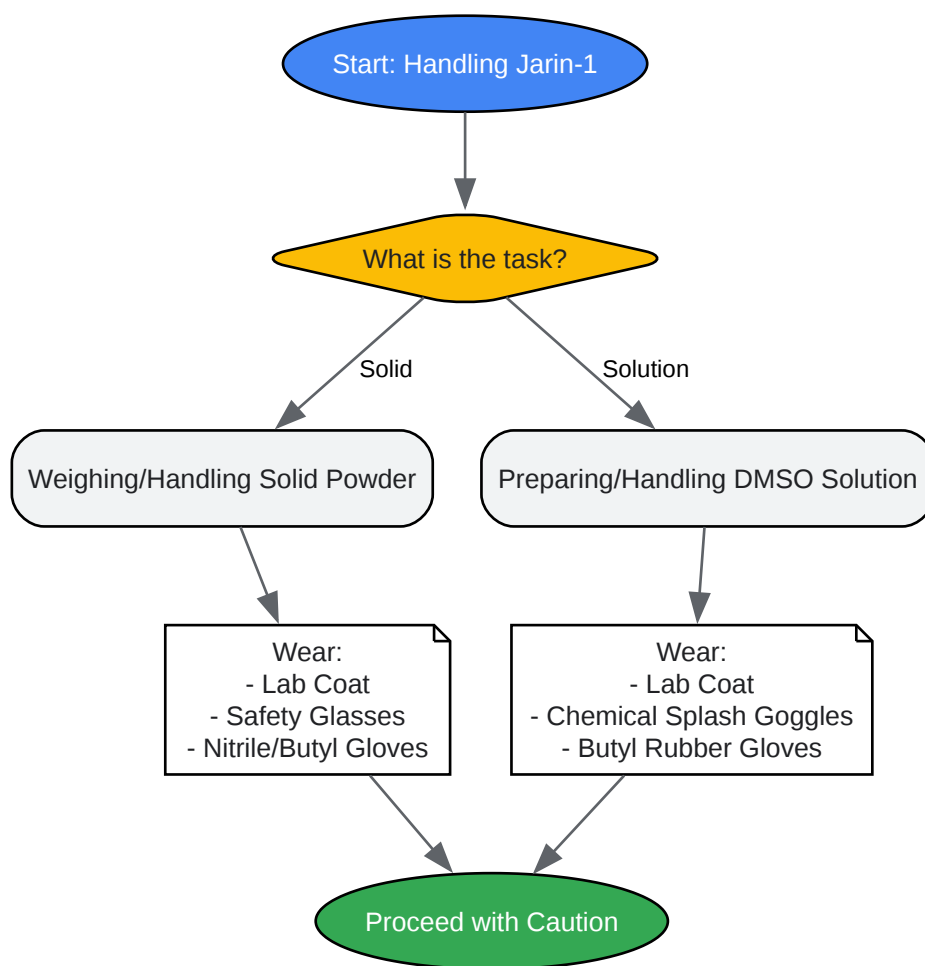 Start: Handling Jarin-1
What is the task?
Solid
Solution
Weighing/Handling Solid Powder
Preparing/Handling DMSO Solution
Wear:
- Lab Coat
- Safety Glasses
- Nitrile/Butyl Gloves
Wear:
- Lab Coat
- Chemical Splash Goggles
- Butyl Rubber Gloves
Proceed with Caution